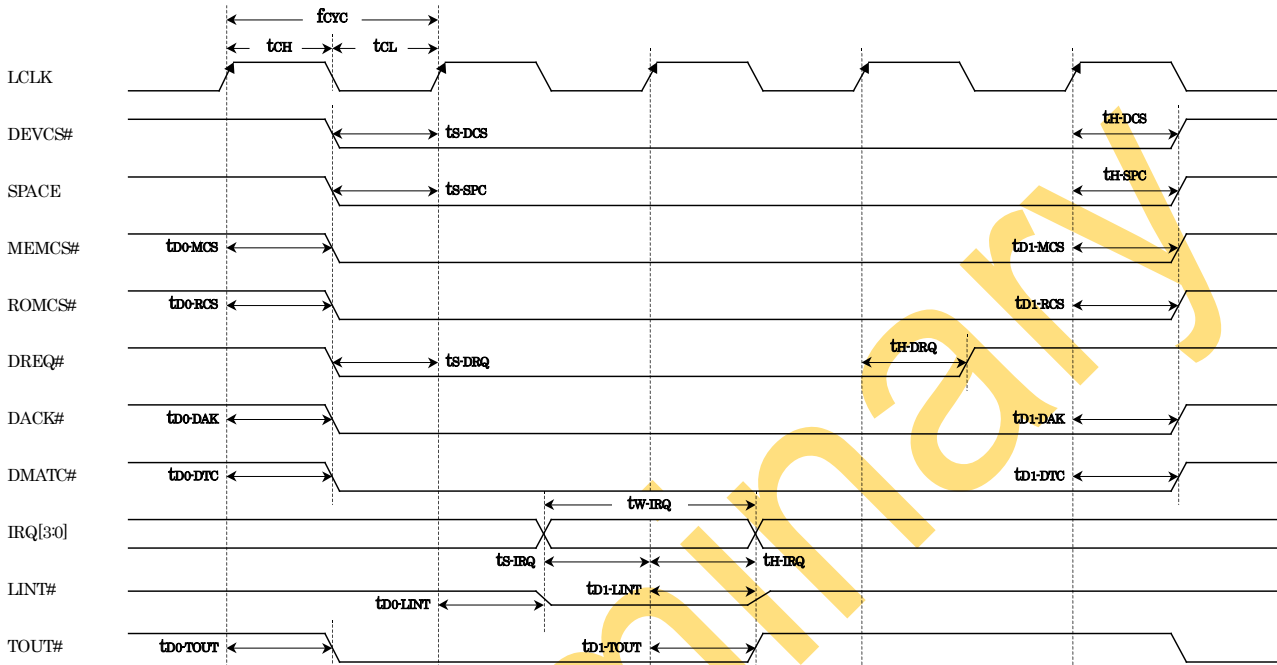 fCYC
tCH tCL
LCLK
DEVCS# tS-DCS tH-DCS
SPACE tS-SPC tH-SPC
MEMCS# tD0-MCS tD1-MCS
ROMCS# tD0-RCS tD1-RCS
DREQ# tS-DRQ tH-DRQ
DACK# tD0-DAK tD1-DAK
DMATC# tD0-DTC tD1-DTC
tW-IRQ
IRQ[3:0]
tS-IRQ tH-IRQ
LINT# tD0-LINT tD1-LINT
TOUT# tD0-TOUT tD1-TOUT
minary